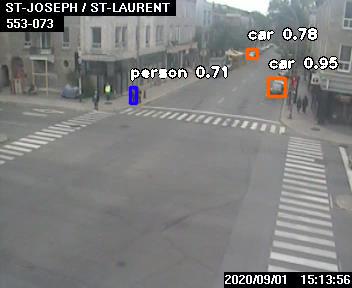 ST-JOSEPH / ST-LAURENT
553-073
car 0.78
car 0.95
person 0.71
2020/09/01 15:13:56